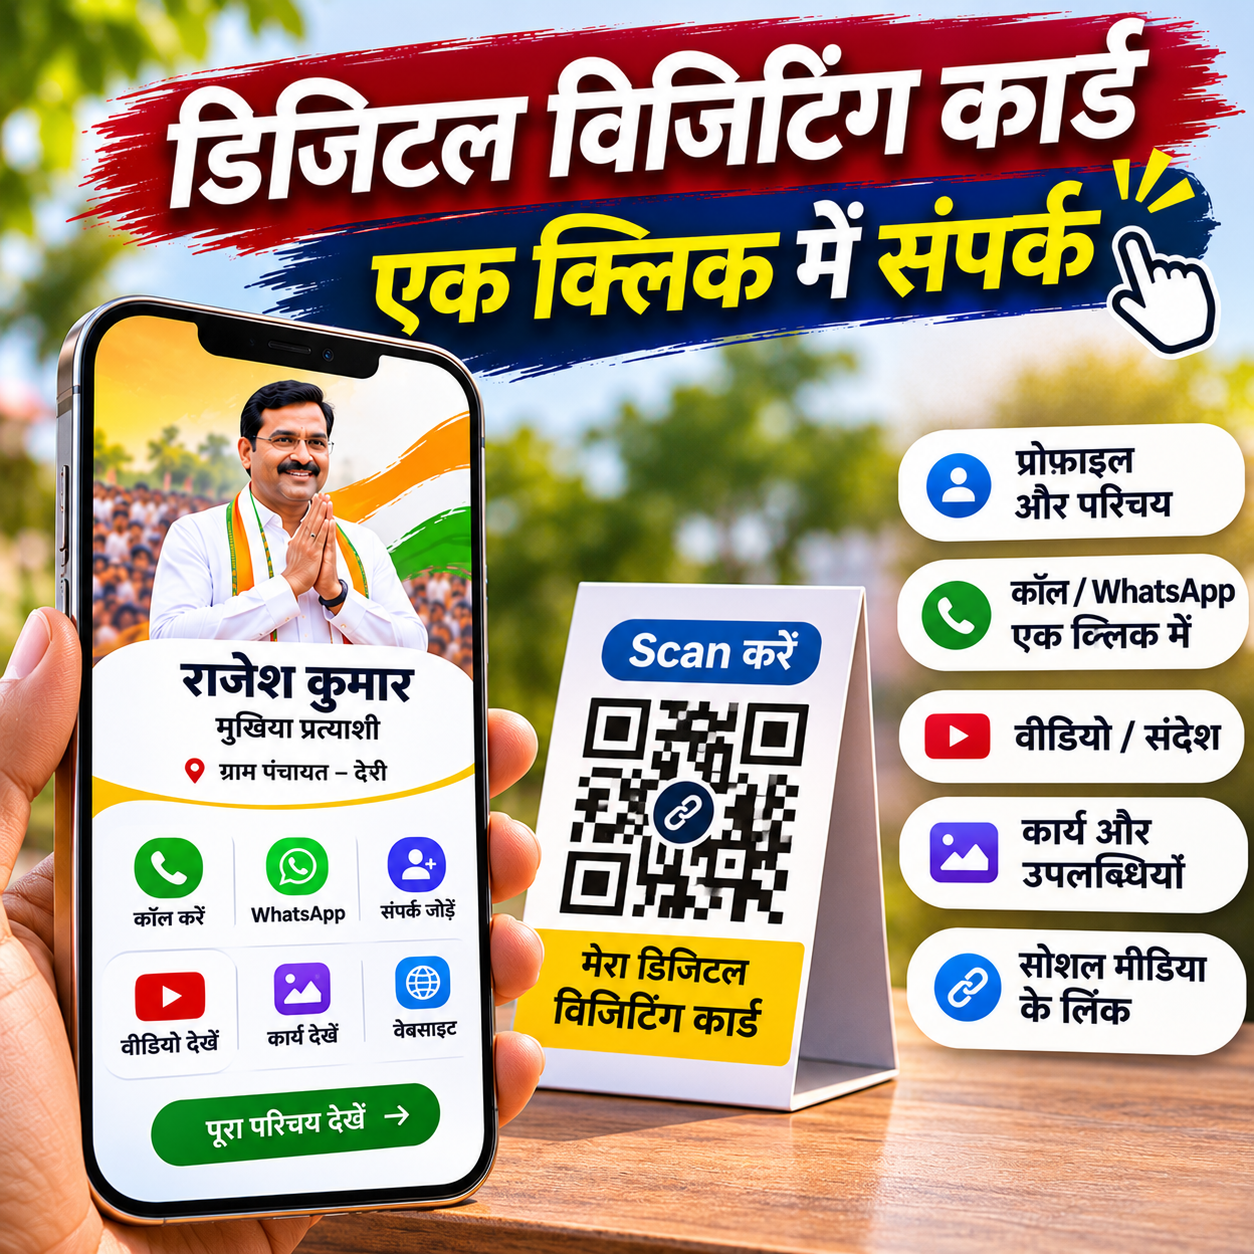 डिजिटल विजिटिंग कार्ड
एक क्लिक में संपर्क
राजेश कुमार
मुखिया प्रत्याशी
ग्राम पंचायत – देरी
कॉल करें
WhatsApp
संपर्क जोड़ें
वीडियो देखें
कार्य देखें
वेबसाइट
पूरा परिचय देखें →
Scan करें
मेरा डिजिटल
विजिटिंग कार्ड
प्रोफ़ाइल
और परिचय
कॉल / WhatsApp
एक क्लिक में
वीडियो / संदेश
कार्य और
उपलब्धियों
सोशल मीडिया
के लिंक